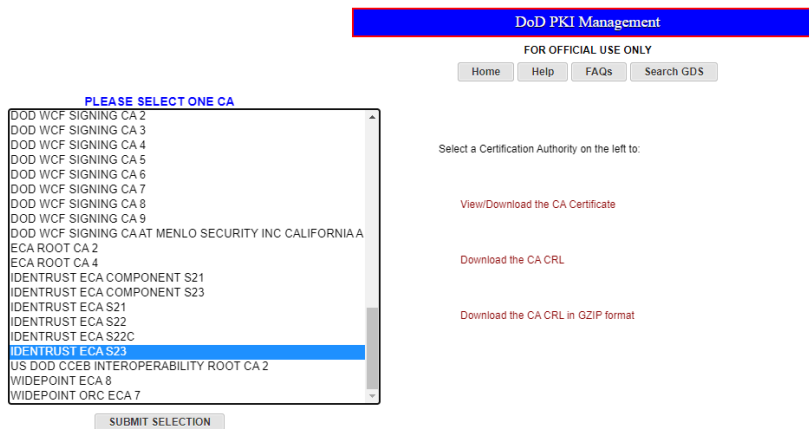 DoD PKI Management
FOR OFFICIAL USE ONLY
Home Help FAQs Search GDS
PLEASE SELECT ONE CA
DOD WCF SIGNING CA 2
DOD WCF SIGNING CA 3
DOD WCF SIGNING CA 4
DOD WCF SIGNING CA 5
DOD WCF SIGNING CA 6
DOD WCF SIGNING CA 7
DOD WCF SIGNING CA 8
DOD WCF SIGNING CA 9
DOD WCF SIGNING CA AT MENLO SECURITY INC CALIFORNIA A
ECA ROOT CA 2
ECA ROOT CA 4
IDENTRUST ECA COMPONENT S21
IDENTRUST ECA COMPONENT S23
IDENTRUST ECA S21
IDENTRUST ECA S22
IDENTRUST ECA S22C
IDENTRUST ECA S23
US DOD CCEB INTEROPERABILITY ROOT CA 2
WIDEPOINT ECA 8
WIDEPOINT ORC ECA 7
SUBMIT SELECTION
Select a Certification Authority on the left to:
View/Download the CA Certificate
Download the CA CRL
Download the CA CRL in GZIP format